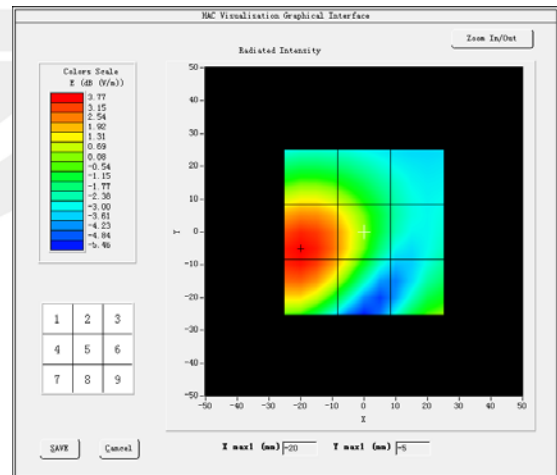 HAC Visualisation Graphical Interface
Zoom In/Out
Radiated Intensity
Colors Scale
E (dB (V/m))
3.77
3.15
2.54
1.92
1.31
0.69
0.08
-0.54
-1.15
-1.77
-2.38
-3.00
-3.61
-4.23
-4.84
-5.46
50
40
30
20
10
Y
0
-10
-20
-30
-40
-50
-50 -40 -30 -20 -10 0 10 20 30 40 50
X
1 2 3
4 5 6
7 8 9
SAVE
Cancel
X max1 (mm) -20 Y max1 (mm) -5